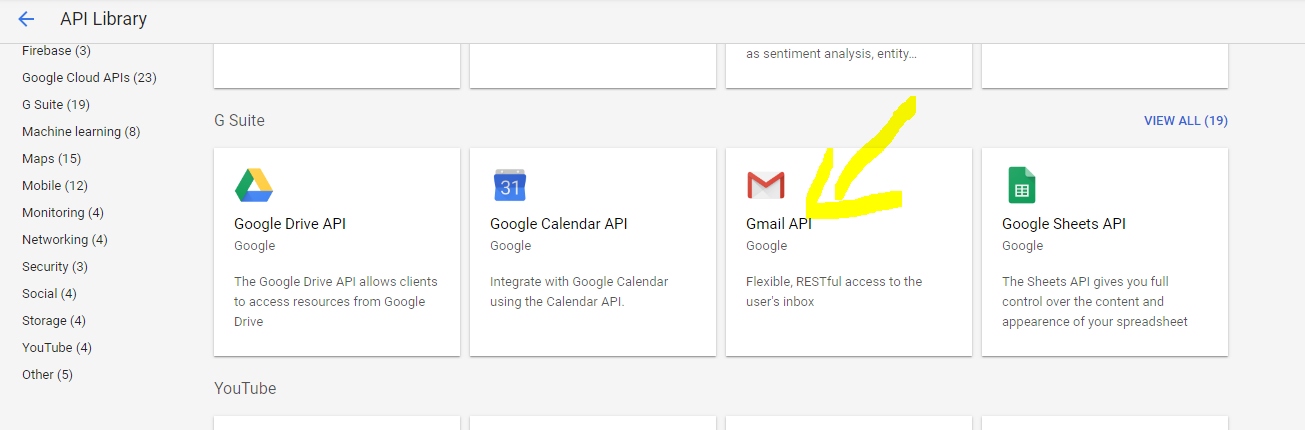 API Library
Firebase (3)
Google Cloud APIs (23)
G Suite (19)
Machine learning (8)
Maps (15)
Mobile (12)
Monitoring (4)
Networking (4)
Security (3)
Social (4)
Storage (4)
YouTube (4)
Other (5)
as sentiment analysis, entity...
G Suite
VIEW ALL (19)
Google Drive API
Google
The Google Drive API allows clients
to access resources from Google
Drive
31
Google Calendar API
Google
Integrate with Google Calendar
using the Calendar API.
Gmail API
Google
Flexible, RESTful access to the
user's inbox
Google Sheets API
Google
The Sheets API gives you full
control over the content and
appearence of your spreadsheet
YouTube